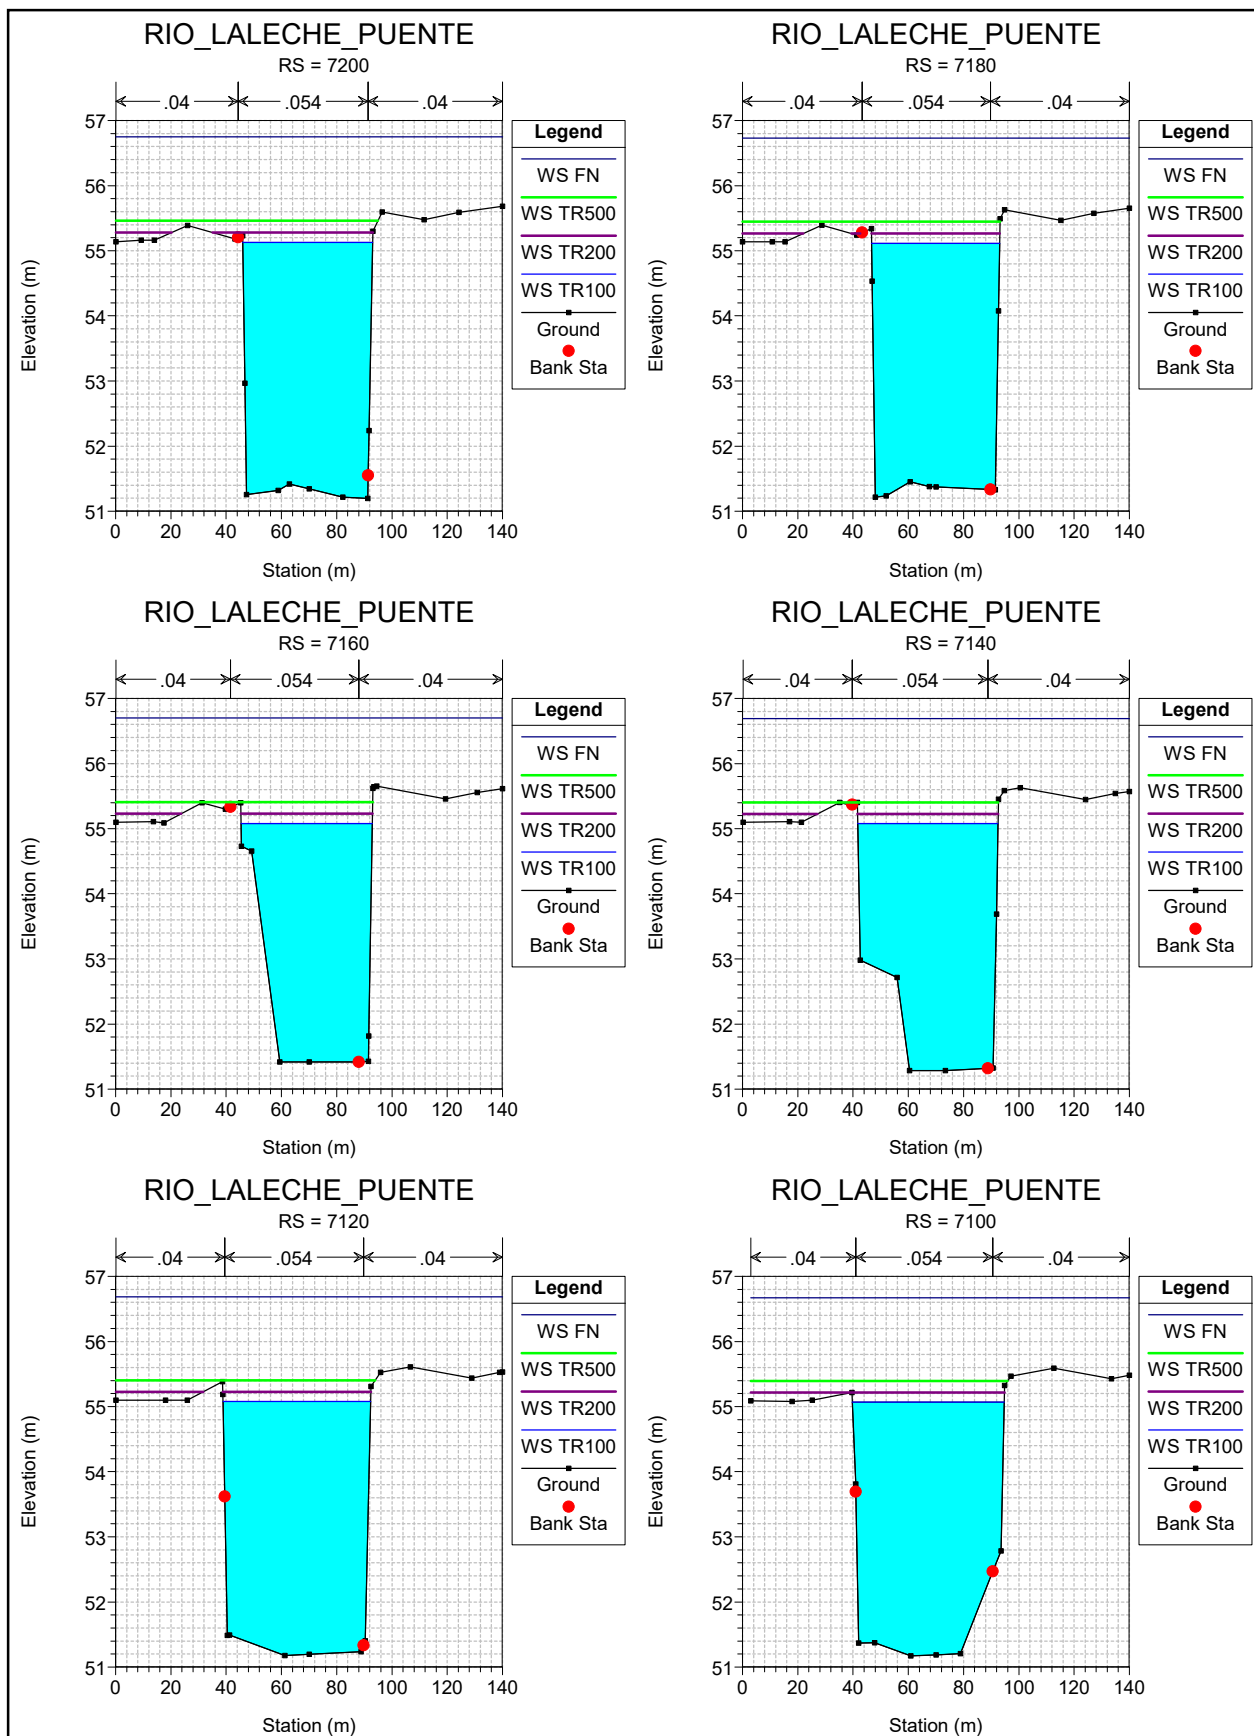 RIO_LALECHE_PUENTE
RS = 7200
.04 .054 .04
57
56
55
54
53
52
51
Elevation (m)
0 20 40 60 80 100 120 140
Station (m)
Legend
WS FN
WS TR500
WS TR200
WS TR100
Ground
Bank Sta
RIO_LALECHE_PUENTE
RS = 7180
.04 .054 .04
57
56
55
54
53
52
51
Elevation (m)
0 20 40 60 80 100 120 140
Station (m)
Legend
WS FN
WS TR500
WS TR200
WS TR100
Ground
Bank Sta
RIO_LALECHE_PUENTE
RS = 7160
.04 .054 .04
57
56
55
54
53
52
51
Elevation (m)
0 20 40 60 80 100 120 140
Station (m)
Legend
WS FN
WS TR500
WS TR200
WS TR100
Ground
Bank Sta
RIO_LALECHE_PUENTE
RS = 7140
.04 .054 .04
57
56
55
54
53
52
51
Elevation (m)
0 20 40 60 80 100 120 140
Station (m)
Legend
WS FN
WS TR500
WS TR200
WS TR100
Ground
Bank Sta
RIO_LALECHE_PUENTE
RS = 7120
.04 .054 .04
57
56
55
54
53
52
51
Elevation (m)
0 20 40 60 80 100 120 140
Station (m)
Legend
WS FN
WS TR500
WS TR200
WS TR100
Ground
Bank Sta
RIO_LALECHE_PUENTE
RS = 7100
.04 .054 .04
57
56
55
54
53
52
51
Elevation (m)
0 20 40 60 80 100 120 140
Station (m)
Legend
WS FN
WS TR500
WS TR200
WS TR100
Ground
Bank Sta